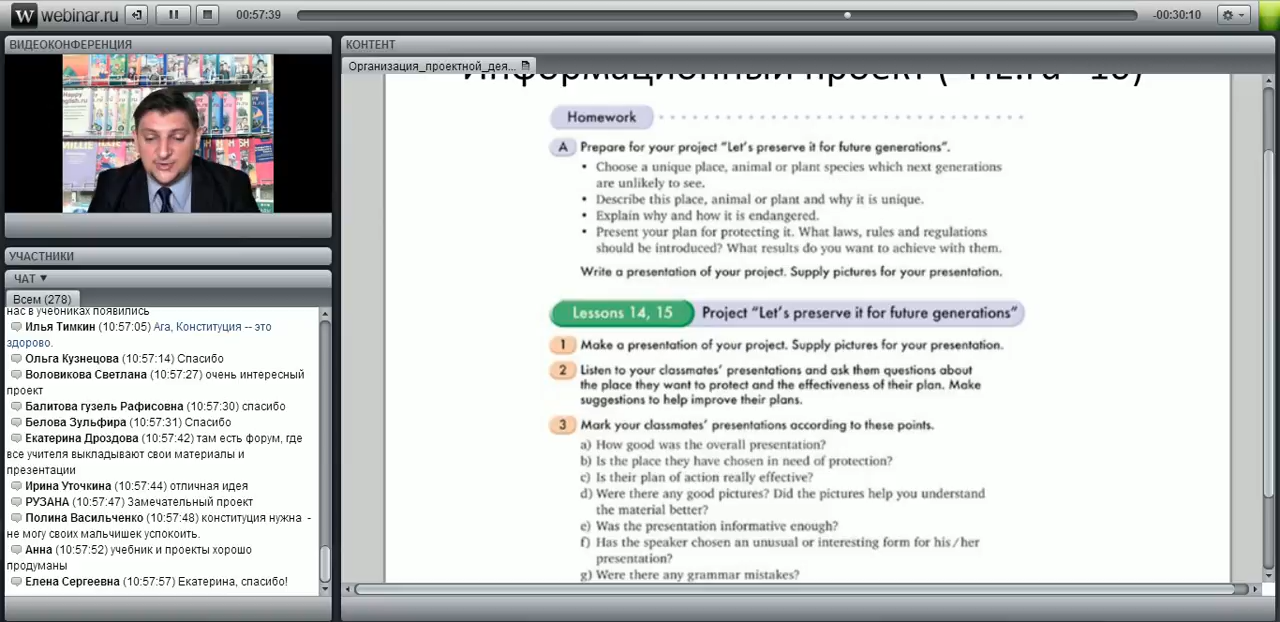 webinar.ru
00:57:39
-00:30:10
ВИДЕОКОНФЕРЕНЦИЯ
УЧАСТНИКИ
ЧАТ
Всем (278)
нас в учебниках появились
Илья Тимкин (10:57:05) Ага, Конституция -- это
здорово.
Ольга Кузнецова (10:57:14) Спасибо
Воловикова Светлана (10:57:27) очень интересный
проект
Балитова гузель Рафисовна (10:57:30) спасибо
Белова Зульфира (10:57:31) Спасибо
Екатерина Дроздова (10:57:42) там есть форум, где
все учителя выкладывают свои материалы и
презентации
Ирина Уточкина (10:57:44) отличная идея
РУЗАНА (10:57:47) Замечательный проект
Полина Васильченко (10:57:48) конституция нужна -
не могу своих мальчишек успокоить.
Анна (10:57:52) учебник и проекты хорошо
продуманы
Елена Сергеевна (10:57:57) Екатерина, спасибо!
КОНТЕНТ
Организация_проектной_дея...
Информационный проект (
Homework
A Prepare for your project “Let’s preserve it for future generations”.
• Choose a unique place, animal or plant species which next generations
are unlikely to see.
• Describe this place, animal or plant and why it is unique.
• Explain why and how it is endangered.
• Present your plan for protecting it. What laws, rules and regulations
should be introduced? What results do you want to achieve with them.
Write a presentation of your project. Supply pictures for your presentation.
Lessons 14, 15 Project “Let’s preserve it for future generations”
1 Make a presentation of your project. Supply pictures for your presentation.
2 Listen to your classmates’ presentations and ask them questions about
the place they want to protect and the effectiveness of their plan. Make
suggestions to help improve their plans.
3 Mark your classmates’ presentations according to these points.
a) How good was the overall presentation?
b) Is the place they have chosen in need of protection?
c) Is their plan of action really effective?
d) Were there any good pictures? Did the pictures help you understand
the material better?
e) Was the presentation informative enough?
f) Has the speaker chosen an unusual or interesting form for his/her
presentation?
g) Were there any grammar mistakes?